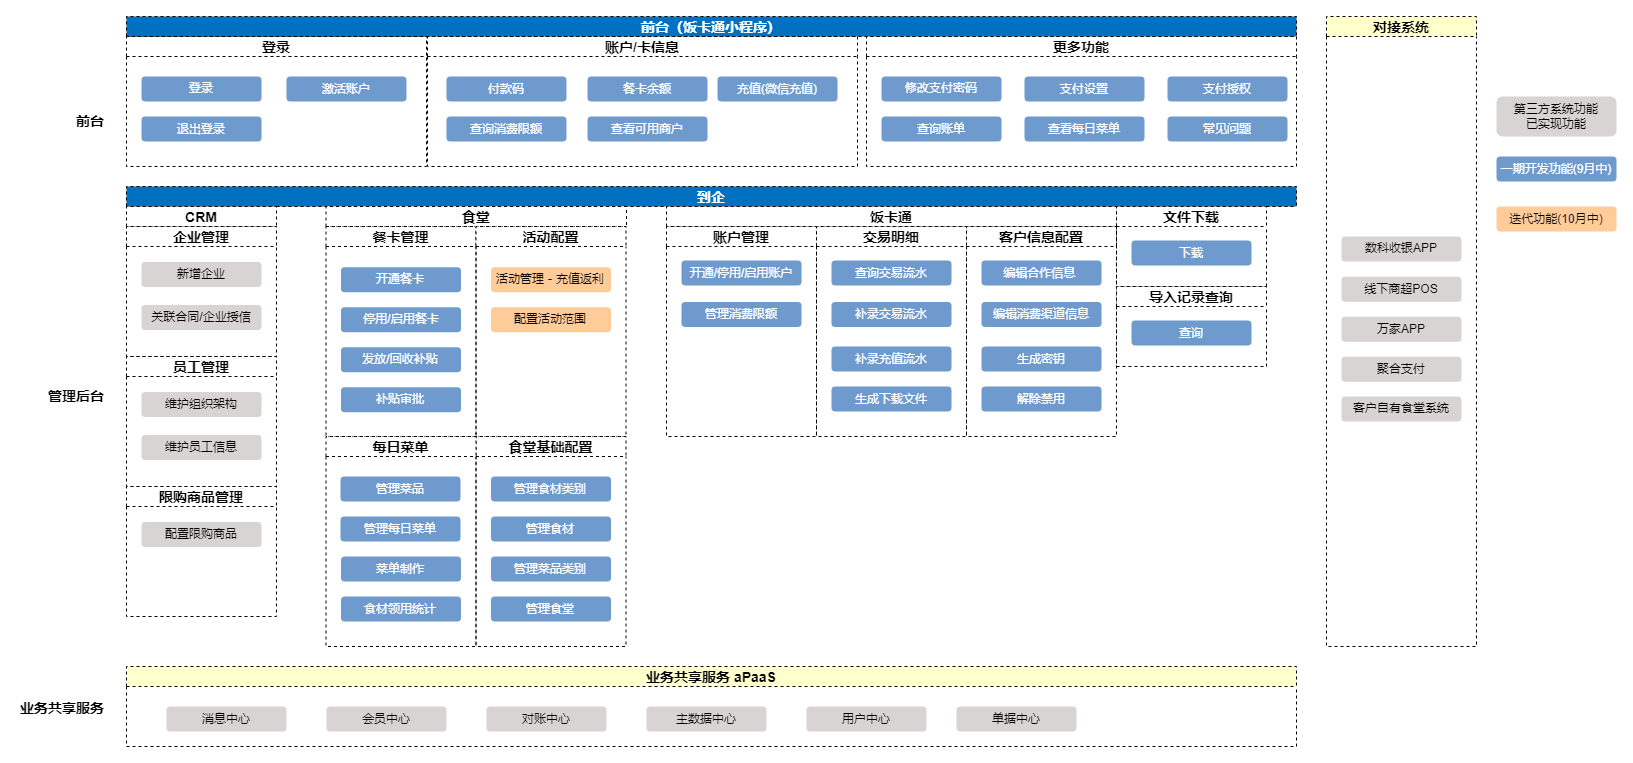 前台（饭卡通小程序）
登录
账户/卡信息
更多功能
登录
激活账户
付款码
餐卡余额
充值(微信充值)
修改支付密码
支付设置
支付授权
前台
退出登录
查询消费限额
查看可用商户
查询账单
查看每日菜单
常见问题
到企
CRM
食堂
饭卡通
文件下载
企业管理
餐卡管理
活动配置
账户管理
交易明细
客户信息配置
下载
新增企业
开通餐卡
活动管理 - 充值返利
开通/停用/启用账户
查询交易流水
编辑合作信息
导入记录查询
关联合同/企业授信
停用/启用餐卡
配置活动范围
管理消费限额
补录交易流水
编辑消费渠道信息
查询
员工管理
发放/回收补贴
补录充值流水
生成密钥
管理后台
维护组织架构
补贴审批
生成下载文件
解除禁用
维护员工信息
每日菜单
食堂基础配置
限购商品管理
管理菜品
管理食材类别
配置限购商品
管理每日菜单
管理食材
菜单制作
管理菜品类别
食材领用统计
管理食堂
业务共享服务 aPaaS
业务共享服务
消息中心
会员中心
对账中心
主数据中心
用户中心
单据中心
对接系统
数科收银APP
线下商超POS
万家APP
聚合支付
客户自有食堂系统
第三方系统功能
已实现功能
一期开发功能(9月中)
迭代功能(10月中)